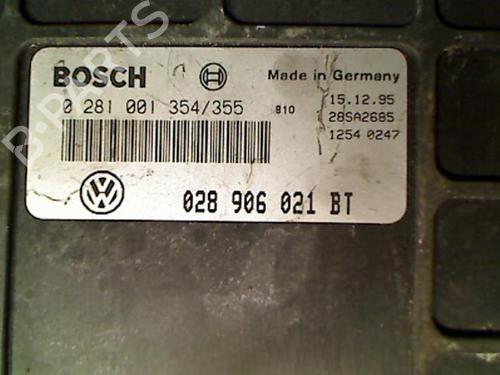 BOSCH Made in Germany
0 281 001 354/355 810 15.12.95
28SA2685
1254 0247
VW 028 906 021 BT
B-PARTS